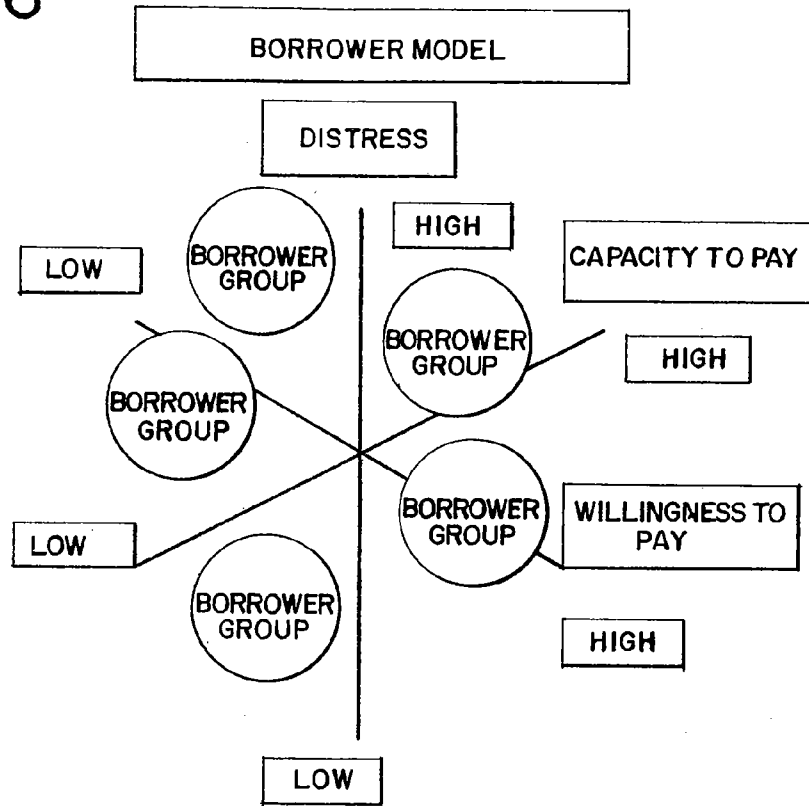 BORROWER MODEL
DISTRESS
HIGH
LOW
BORROWER
GROUP
CAPACITY TO PAY
HIGH
BORROWER
GROUP
BORROWER
GROUP
LOW
BORROWER
GROUP
WILLINGNESS TO
PAY
BORROWER
GROUP
HIGH
LOW